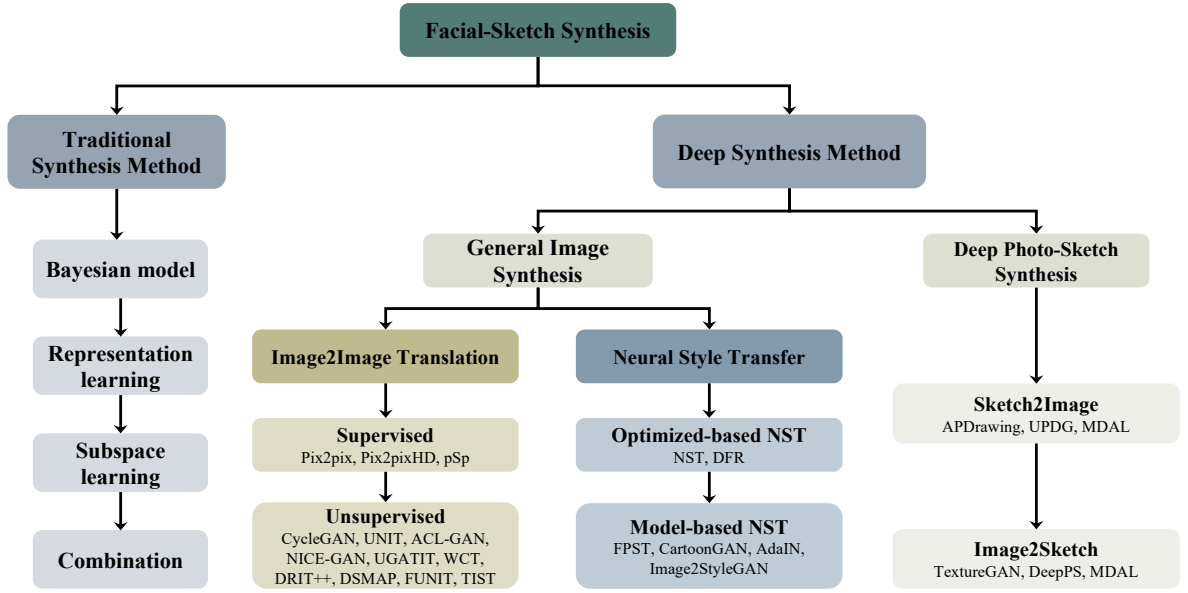 Facial-Sketch Synthesis
Traditional
Synthesis Method
Deep Synthesis Method
Bayesian model
Representation
learning
Subspace
learning
Combination
General Image
Synthesis
Deep Photo-Sketch
Synthesis
Image2Image Translation
Neural Style Transfer
Supervised
Pix2pix, Pix2pixHD, pSp
Unsupervised
CycleGAN, UNIT, ACL-GAN,
NICE-GAN, UGATIT, WCT,
DRIT++, DSMAP, FUNIT, TIST
Optimized-based NST
NST, DFR
Model-based NST
FPST, CartoonGAN, AdaIN,
Image2StyleGAN
Sketch2Image
APDrawing, UPDG, MDAL
Image2Sketch
TextureGAN, DeepPS, MDAL